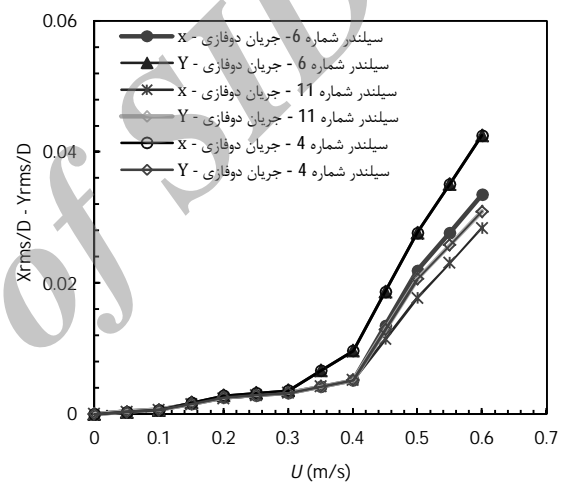 0.06
سیلندر شماره 6- جریان دوفازی - x
سیلندر شماره 6 - جریان دوفازی - Y
سیلندر شماره 11 - جریان دوفازی - x
سیلندر شماره 11 - جریان دوفازی - Y
سیلندر شماره 4 - جریان دوفازی - x
سیلندر شماره 4 - جریان دوفازی - Y
0.04
Xrms/D - Yrms/D
0.02
0
0 0.1 0.2 0.3 0.4 0.5 0.6 0.7
U (m/s)
of SID